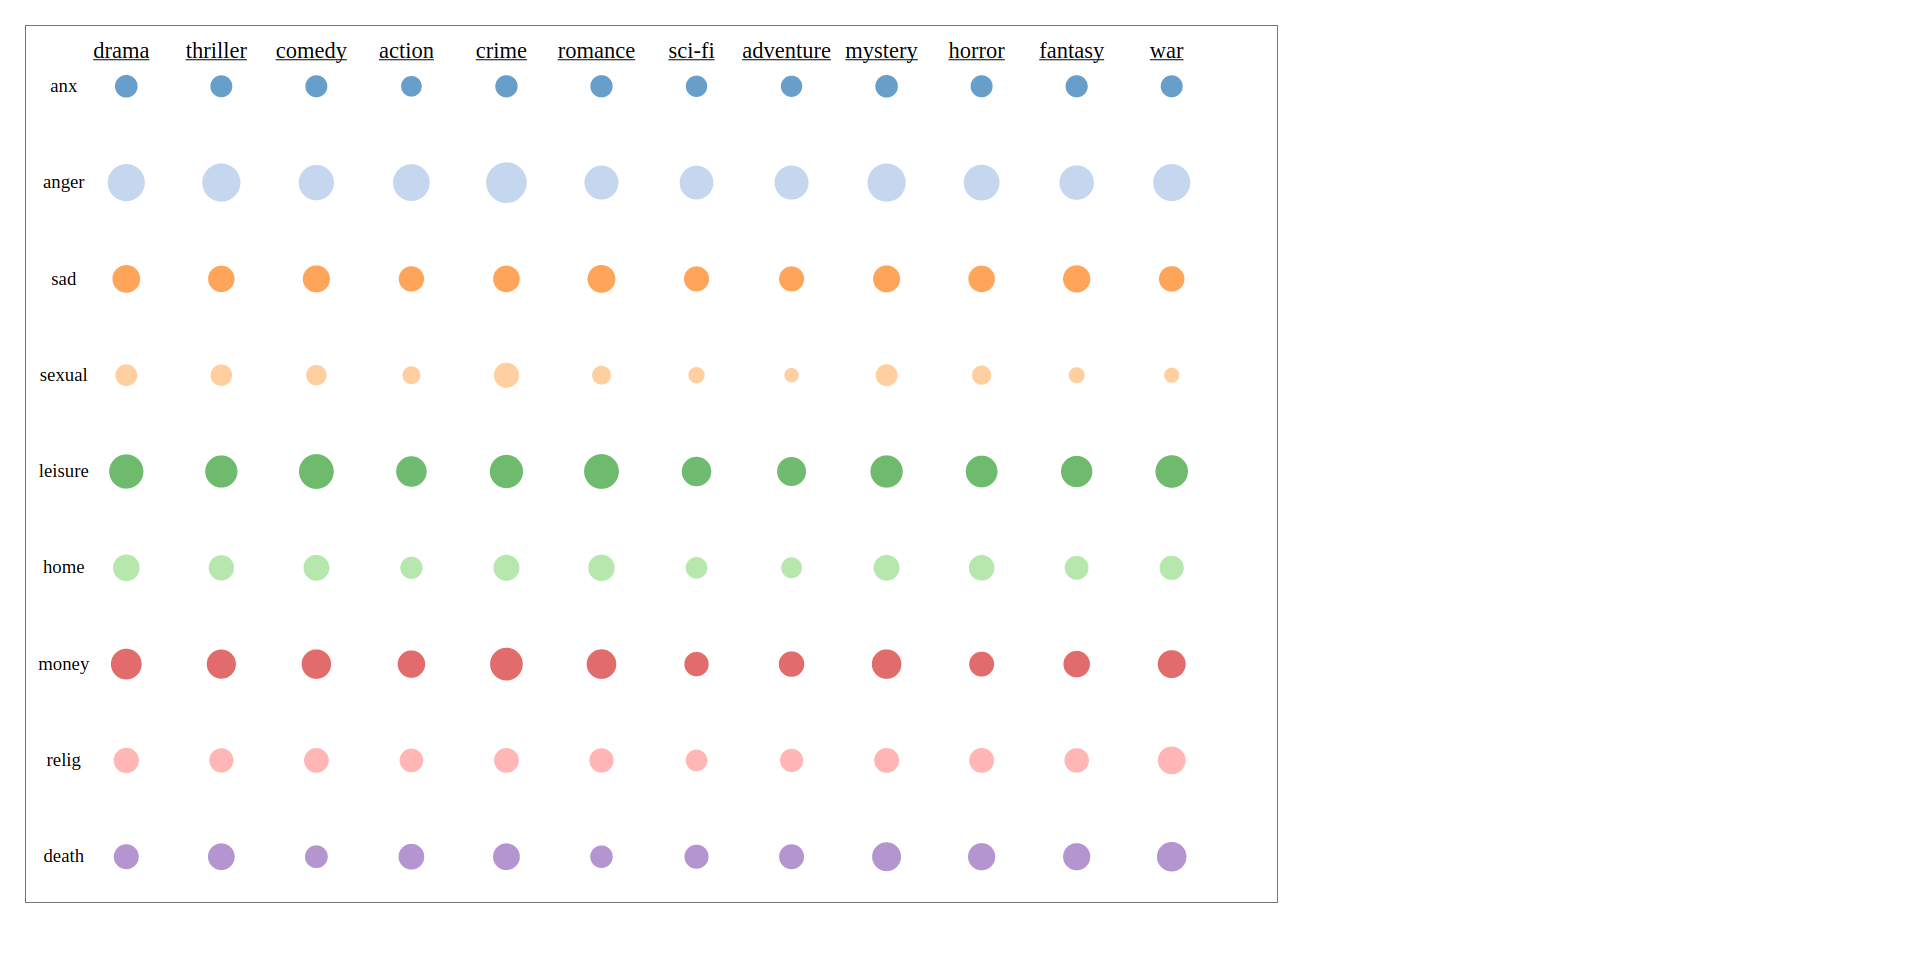 drama thriller comedy action crime romance sci-fi adventure mystery horror fantasy war
anx
anger
sad
sexual
leisure
home
money
relig
death